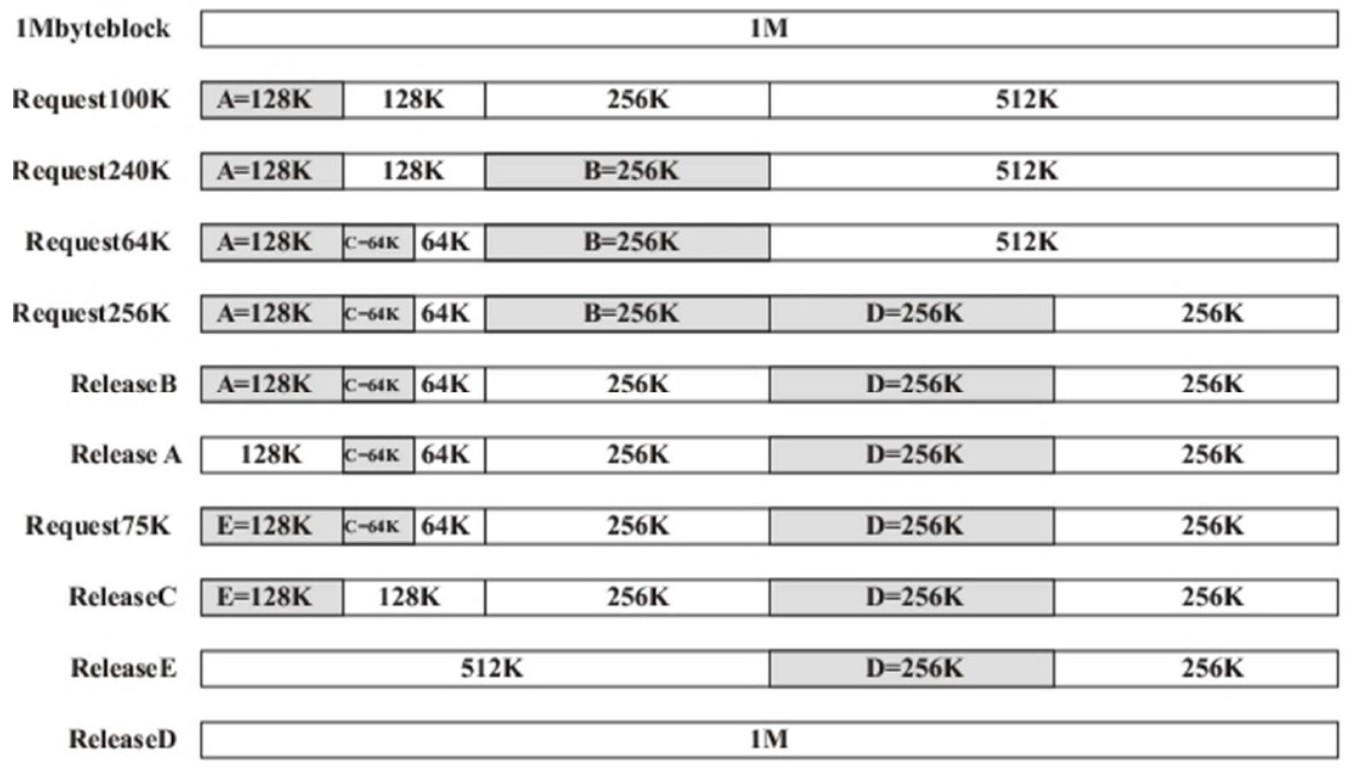 1Mbyteblock 1M
Request100K A=128K 128K 256K 512K
Request240K A=128K 128K B=256K 512K
Request64K A=128K C=64K 64K B=256K 512K
Request256K A=128K C=64K 64K B=256K D=256K 256K
ReleaseB A=128K C=64K 64K 256K D=256K 256K
Release A 128K C=64K 64K 256K D=256K 256K
Request75K E=128K C=64K 64K 256K D=256K 256K
ReleaseC E=128K 128K 256K D=256K 256K
ReleaseE 512K D=256K 256K
ReleaseD 1M